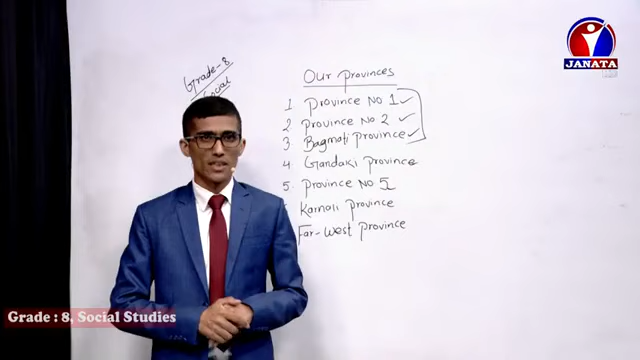 JANATA
HD
Grade-8
Social
Our provinces
1 province No 1
2 province No 2
3 Bagmati province
4. Gandaki province
5. province No 5
Karnali province
Far-West province
Grade : 8, Social Studies